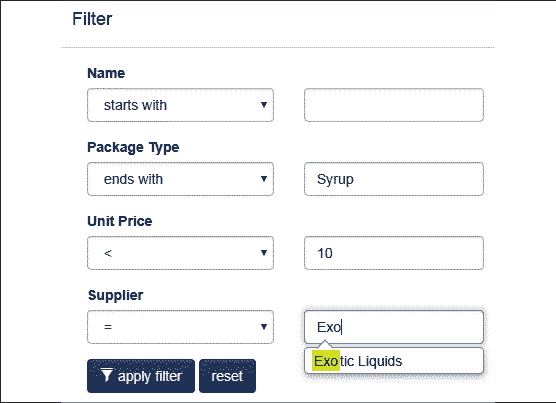 Filter
Name
starts with
Package Type
ends with Syrup
Unit Price
< 10
Supplier
= Exo
Exotic Liquids
apply filter reset